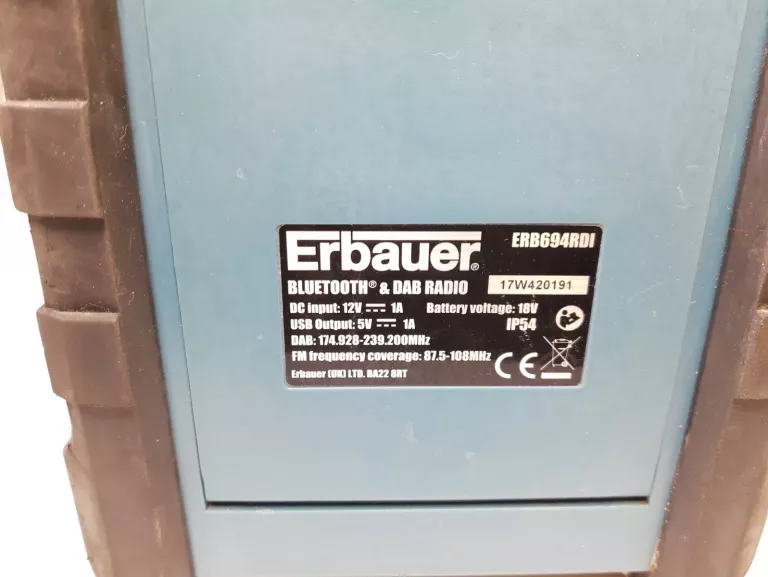 Erbauer®
ERB694RDI
BLUETOOTH® & DAB RADIO
17W420191
DC input: 12V ⎓ 1A Battery voltage: 18V
USB Output: 5V ⎓ 1A IP54
DAB: 174.928-239.200MHz
FM frequency coverage: 87.5-108MHz
CE
Erbauer (UK) LTD. BA22 8RT